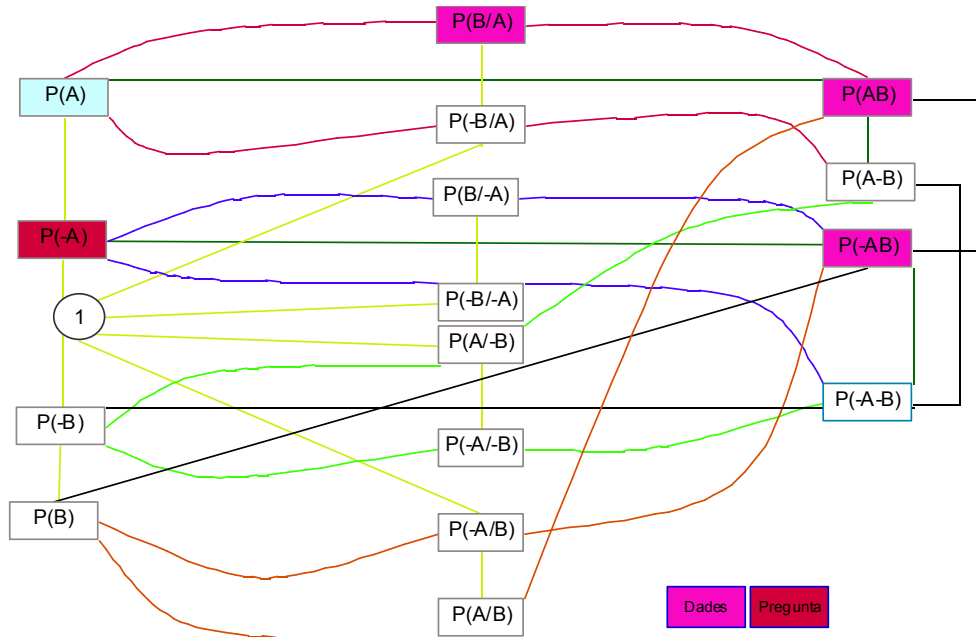 P(B/A)
P(A)
P(AB)
P(-B/A)
P(A-B)
P(B/-A)
P(-A)
P(-AB)
P(-B/-A)
1
P(A/-B)
P(-A-B)
P(-B)
P(-A/-B)
P(B)
P(-A/B)
P(A/B)
Dades Pregunta